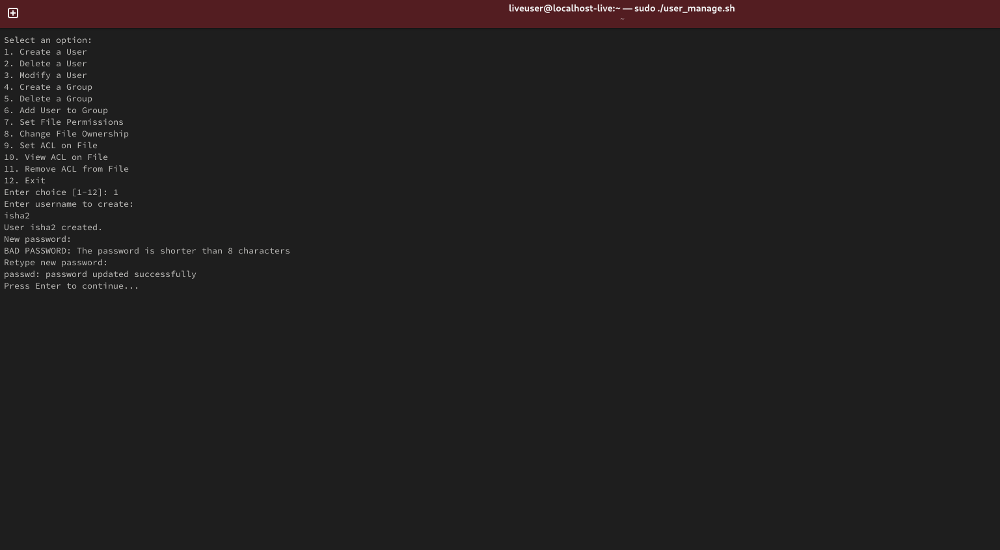 liveuser@localhost-live:~ — sudo ./user_manage.sh
~
Select an option:
1. Create a User
2. Delete a User
3. Modify a User
4. Create a Group
5. Delete a Group
6. Add User to Group
7. Set File Permissions
8. Change File Ownership
9. Set ACL on File
10. View ACL on File
11. Remove ACL from File
12. Exit
Enter choice [1-12]: 1
Enter username to create:
isha2
User isha2 created.
New password:
BAD PASSWORD: The password is shorter than 8 characters
Retype new password:
passwd: password updated successfully
Press Enter to continue...